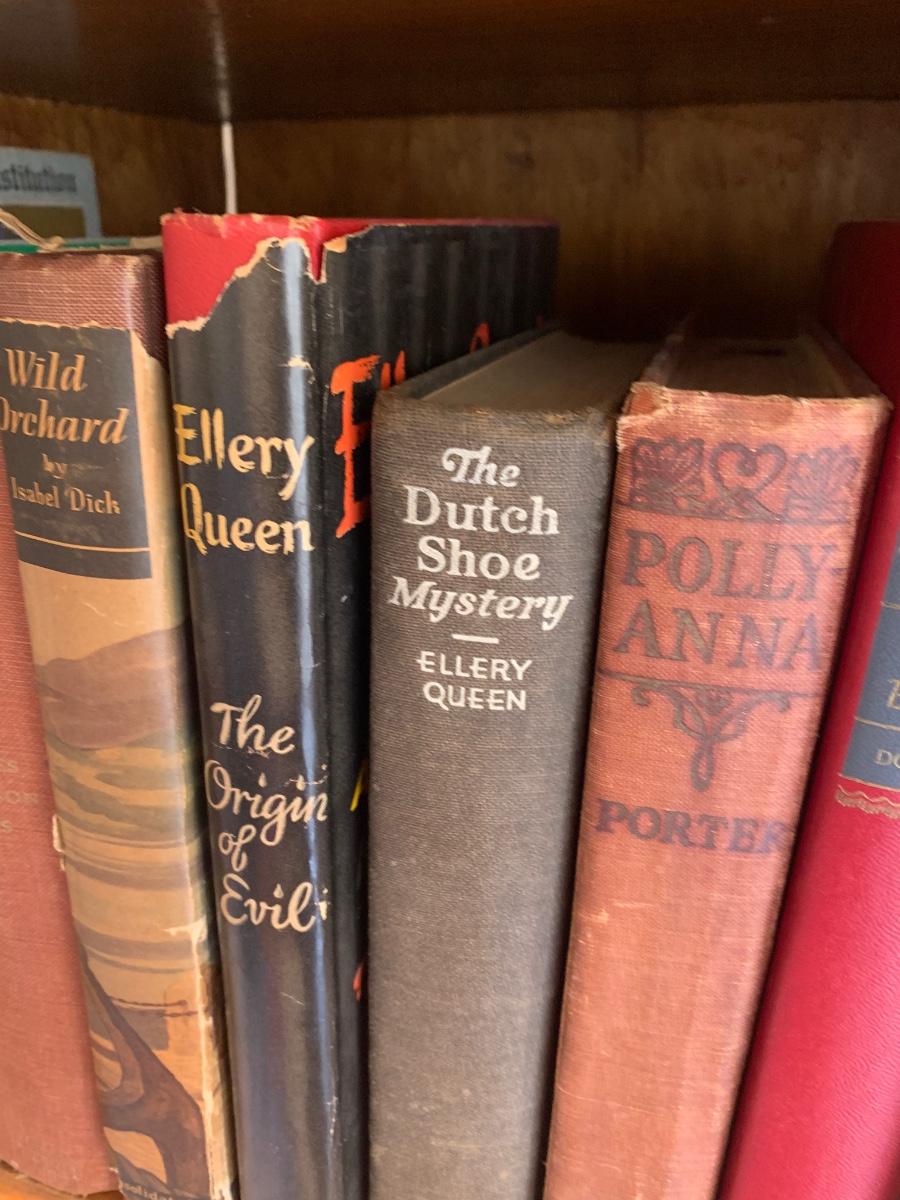 Wild
Orchard
by
Isabel Dick
Ellery
Queen
The
Origin
of
Evil
The
Dutch
Shoe
Mystery
ELLERY
QUEEN
POLLY-
ANNA
PORTER